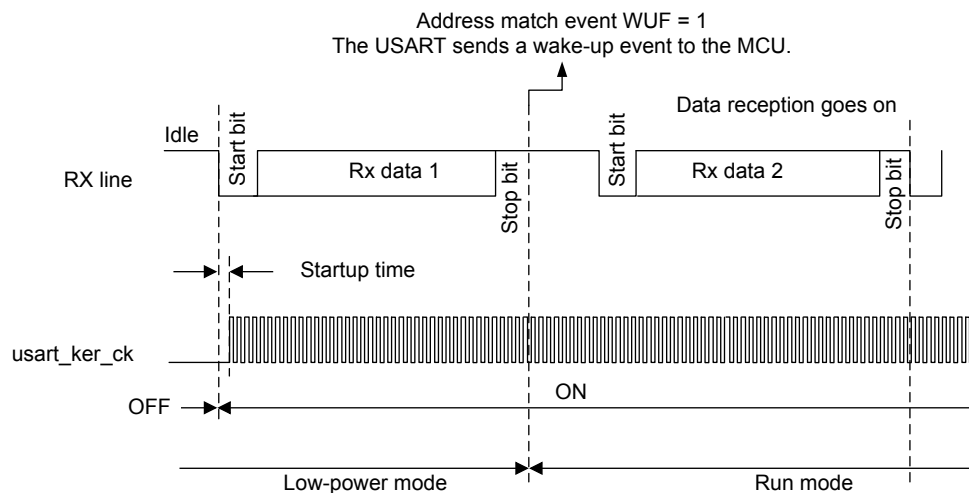 Address match event WUF = 1
The USART sends a wake-up event to the MCU.
Data reception goes on
Idle
Start bit
Start bit
RX line
Rx data 1
Rx data 2
Stop bit
Stop bit
Startup time
usart_ker_ck
OFF
ON
Low-power mode
Run mode